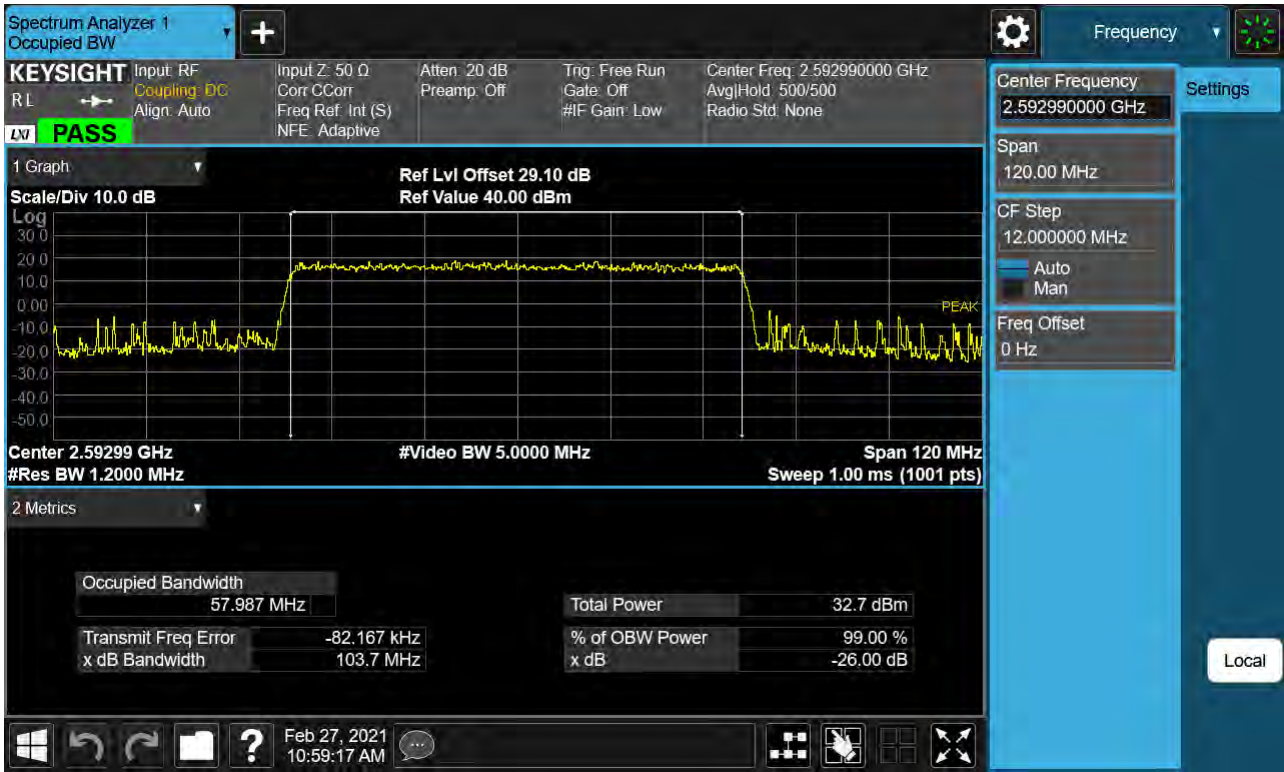 Spectrum Analyzer 1
Occupied BW
Frequency
KEYSIGHT
RL
LXI
PASS
Input: RF
Coupling: DC
Align: Auto
Input Z: 50 Ω
Corr CCorr
Freq Ref: Int (S)
NFE: Adaptive
Atten: 20 dB
Preamp: Off
Trig: Free Run
Gate: Off
#IF Gain: Low
Center Freq: 2.592990000 GHz
Avg|Hold: 500/500
Radio Std: None
Center Frequency
2.592990000 GHz
Settings
Span
120.00 MHz
CF Step
12.000000 MHz
Auto
Man
Freq Offset
0 Hz
Local
1 Graph
Scale/Div 10.0 dB
Ref Lvl Offset 29.10 dB
Ref Value 40.00 dBm
Log
30.0
20.0
10.0
0.00
-10.0
-20.0
-30.0
-40.0
-50.0
PEAK
Center 2.59299 GHz
#Video BW 5.0000 MHz
Span 120 MHz
#Res BW 1.2000 MHz
Sweep 1.00 ms (1001 pts)
2 Metrics
Occupied Bandwidth
57.987 MHz
Total Power 32.7 dBm
Transmit Freq Error -82.167 kHz
% of OBW Power 99.00 %
x dB Bandwidth 103.7 MHz
x dB -26.00 dB
?
Feb 27, 2021
10:59:17 AM